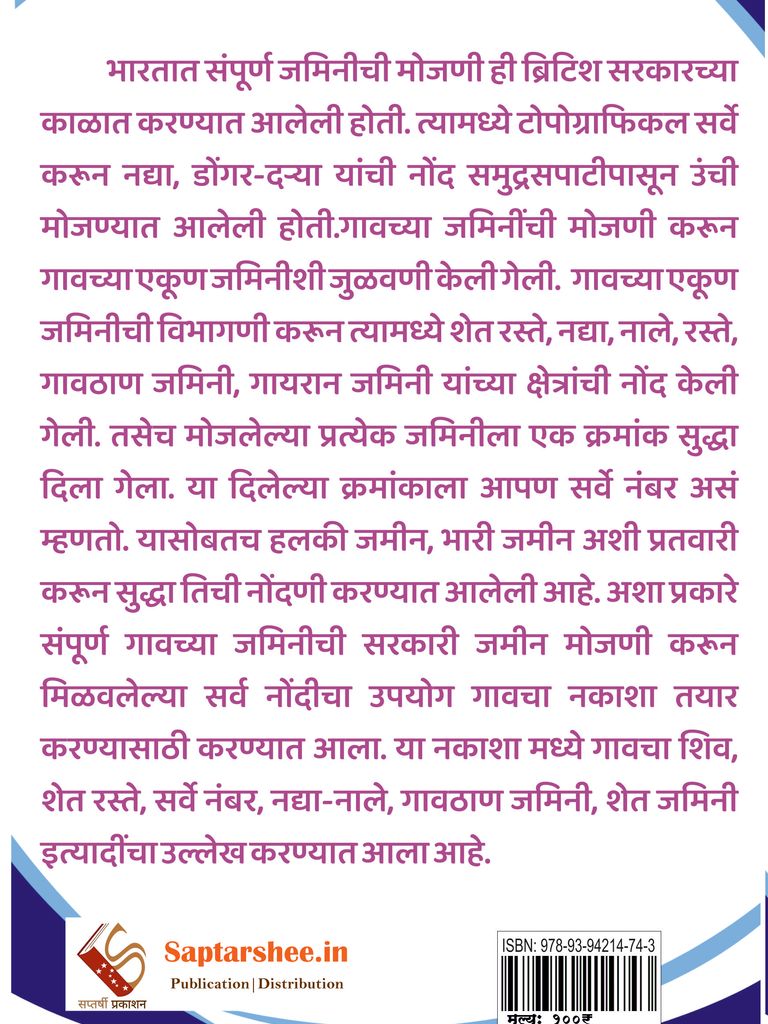 भारतात संपूर्ण जमिनीची मोजणी ही ब्रिटिश सरकारच्या
काळात करण्यात आलेली होती. त्यामध्ये टोपोग्राफिकल सर्वे
करून नद्या, डोंगर-दऱ्या यांची नोंद समुद्रसपाटीपासून उंची
मोजण्यात आलेली होती.गावच्या जमिनींची मोजणी करून
गावच्या एकूण जमिनीशी जुळवणी केली गेली. गावच्या एकूण
जमिनीची विभागणी करून त्यामध्ये शेत रस्ते, नद्या, नाले, रस्ते,
गावठाण जमिनी, गायरान जमिनी यांच्या क्षेत्रांची नोंद केली
गेली. तसेच मोजलेल्या प्रत्येक जमिनीला एक क्रमांक सुद्धा
दिला गेला. या दिलेल्या क्रमांकाला आपण सर्वे नंबर असं
म्हणतो. यासोबतच हलकी जमीन, भारी जमीन अशी प्रतवारी
करून सुद्धा तिची नोंदणी करण्यात आलेली आहे. अशा प्रकारे
संपूर्ण गावच्या जमिनीची सरकारी जमीन मोजणी करून
मिळवलेल्या सर्व नोंदीचा उपयोग गावचा नकाशा तयार
करण्यासाठी करण्यात आला. या नकाशा मध्ये गावचा शिव,
शेत रस्ते, सर्वे नंबर, नद्या-नाले, गावठाण जमिनी, शेत जमिनी
इत्यादींचा उल्लेख करण्यात आला आहे.
सप्तर्षी प्रकाशन
Saptarshee.in
Publication|Distribution
ISBN: 978-93-94214-74-3
मूल्य: १००₹